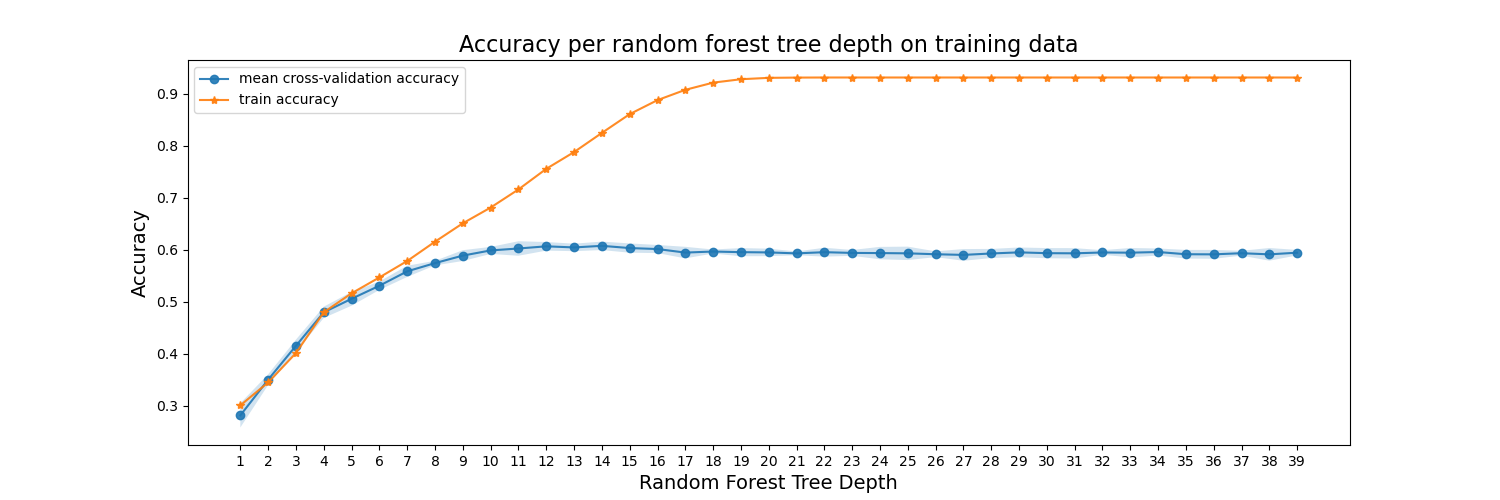 Accuracy per random forest tree depth on training data
mean cross-validation accuracy
train accuracy
Accuracy
0.9
0.8
0.7
0.6
0.5
0.4
0.3
1 2 3 4 5 6 7 8 9 10 11 12 13 14 15 16 17 18 19 20 21 22 23 24 25 26 27 28 29 30 31 32 33 34 35 36 37 38 39
Random Forest Tree Depth